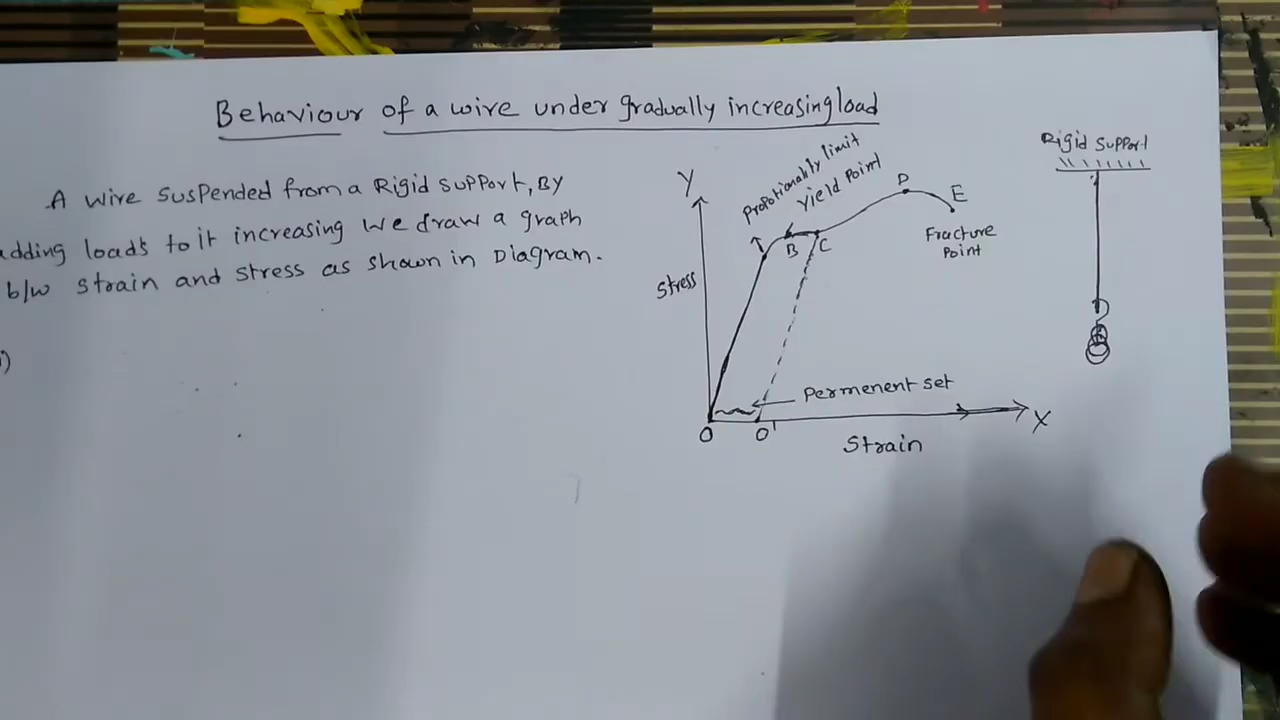 Behaviour of a wire under gradually increasing load
A wire suspended from a Rigid support, By
adding loads to it increasing we draw a graph
b/w strain and stress as shown in Diagram.
i)
Y
Stress
Propotionably limit
yield Point
B
C
D
E
Fracture
Point
Permenent set
O
O'
X
Strain
Rigid Support